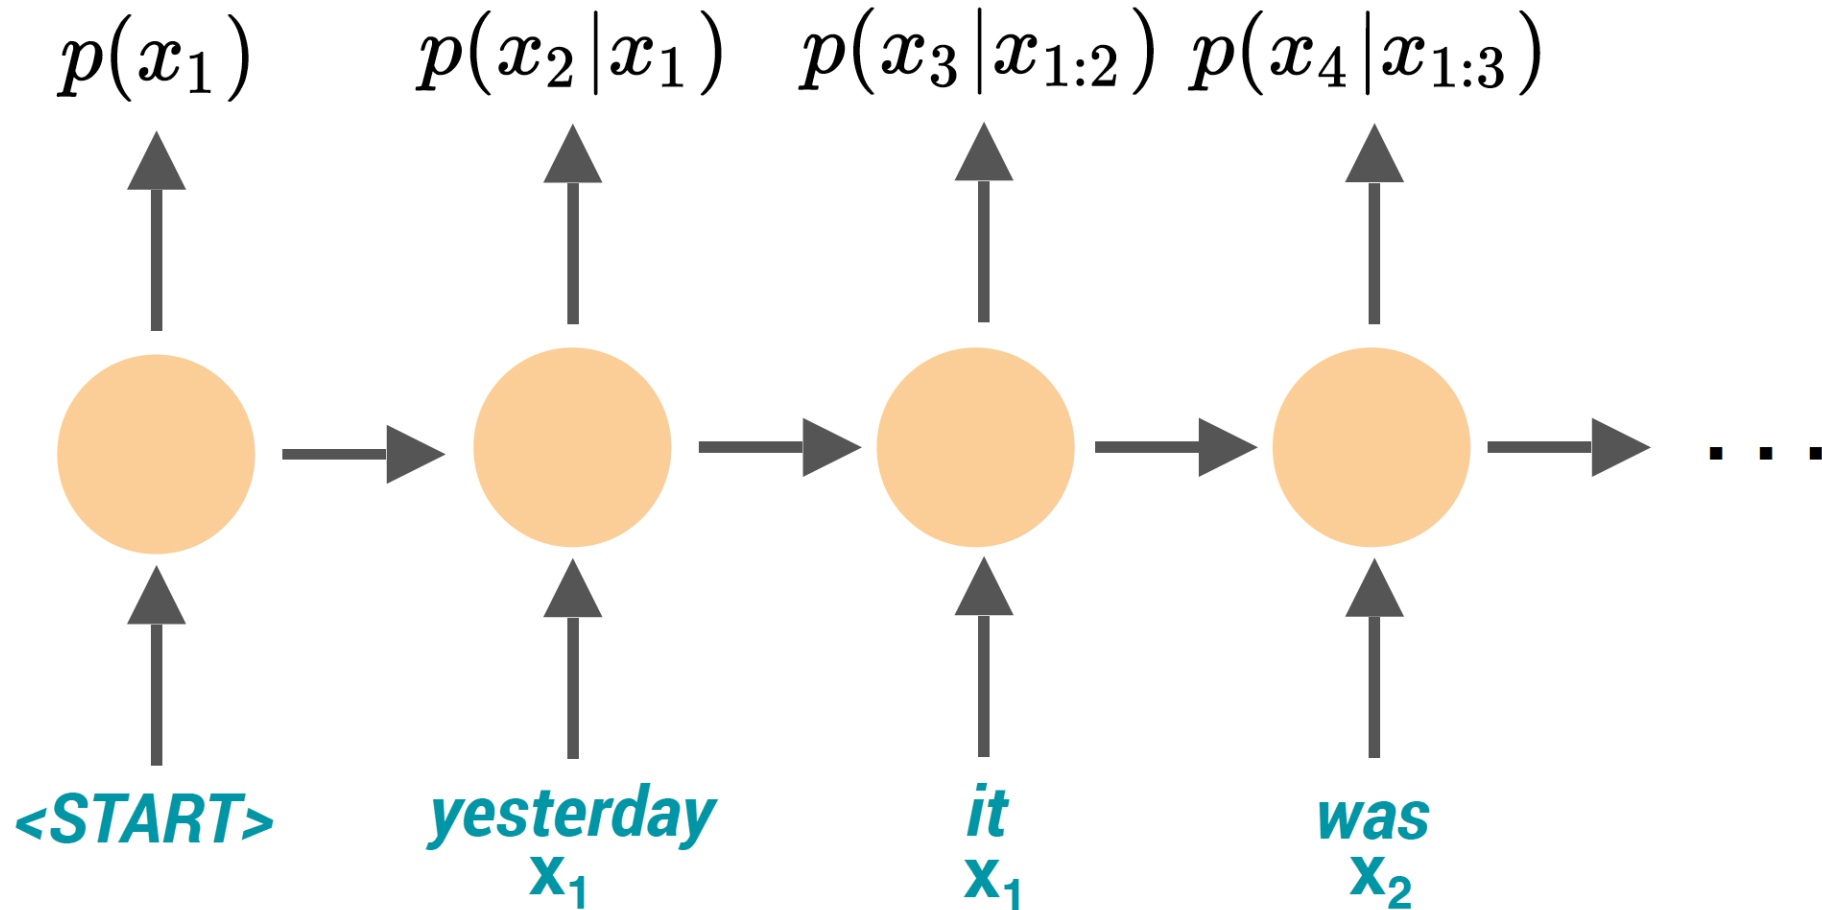 p(x₁) p(x₂|x₁) p(x₃|x₁:₂) p(x₄|x₁:₃)
. . .
<START> yesterday it was
x₁ x₁ x₂